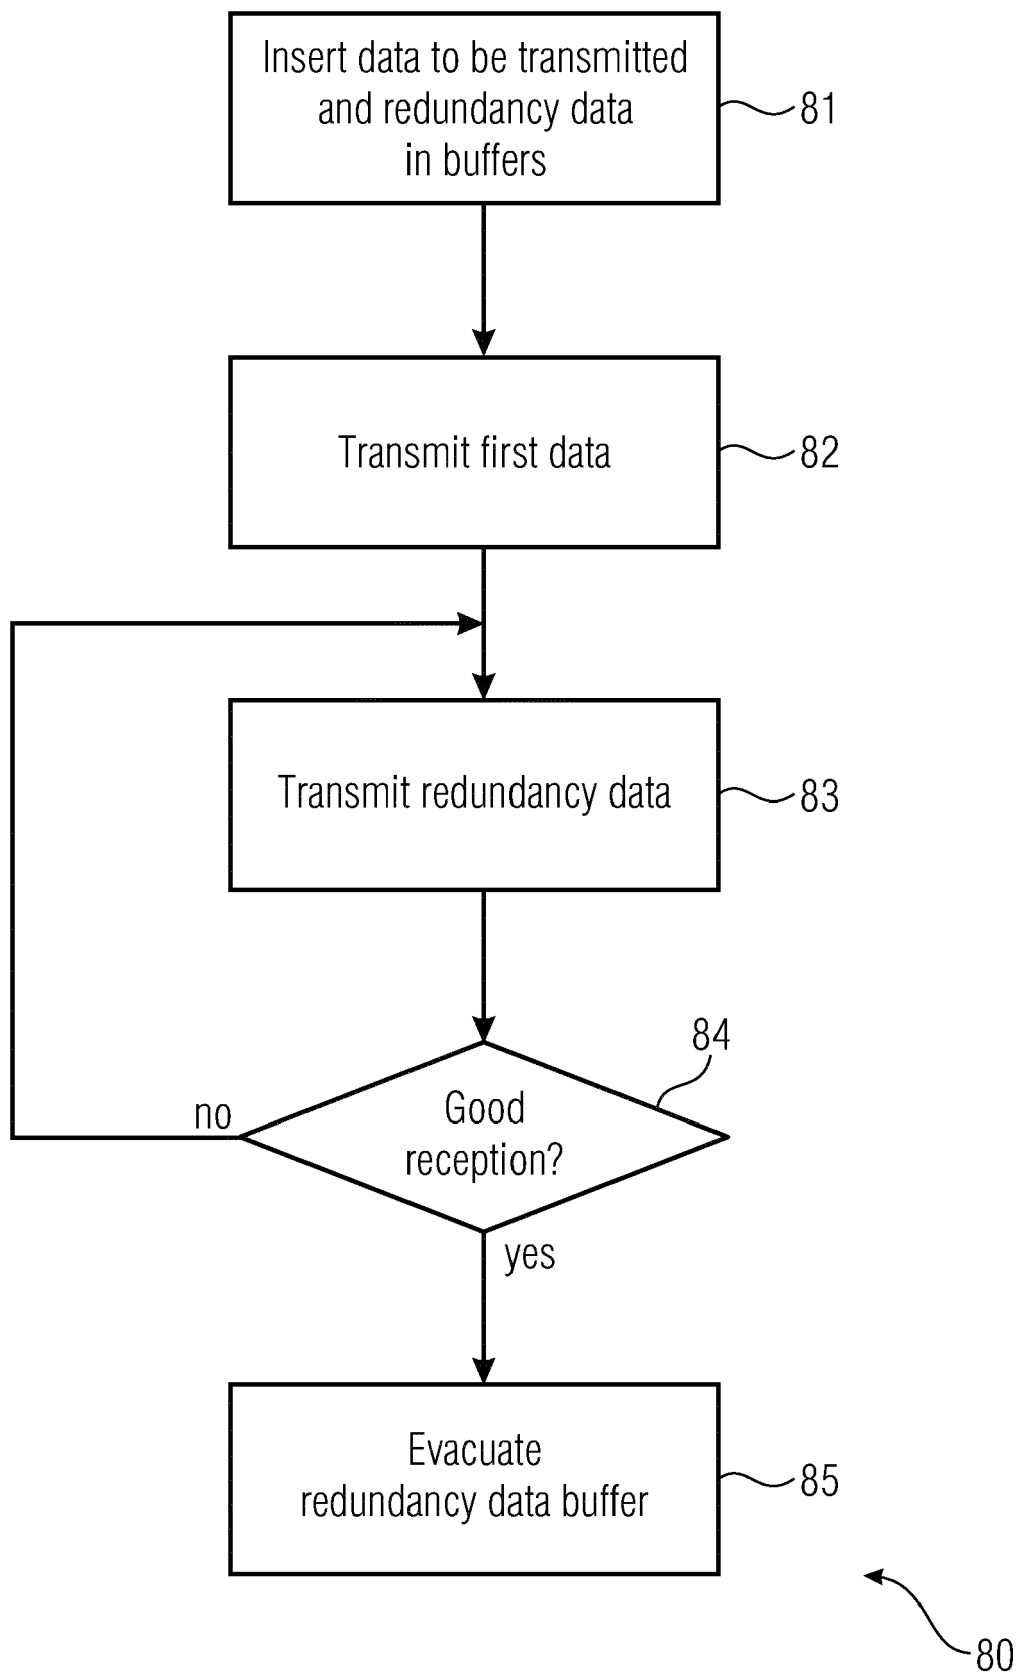 Insert data to be transmitted
and redundancy data
in buffers
81
Transmit first data
82
Transmit redundancy data
83
84
Good
reception?
no
yes
Evacuate
redundancy data buffer
85
80